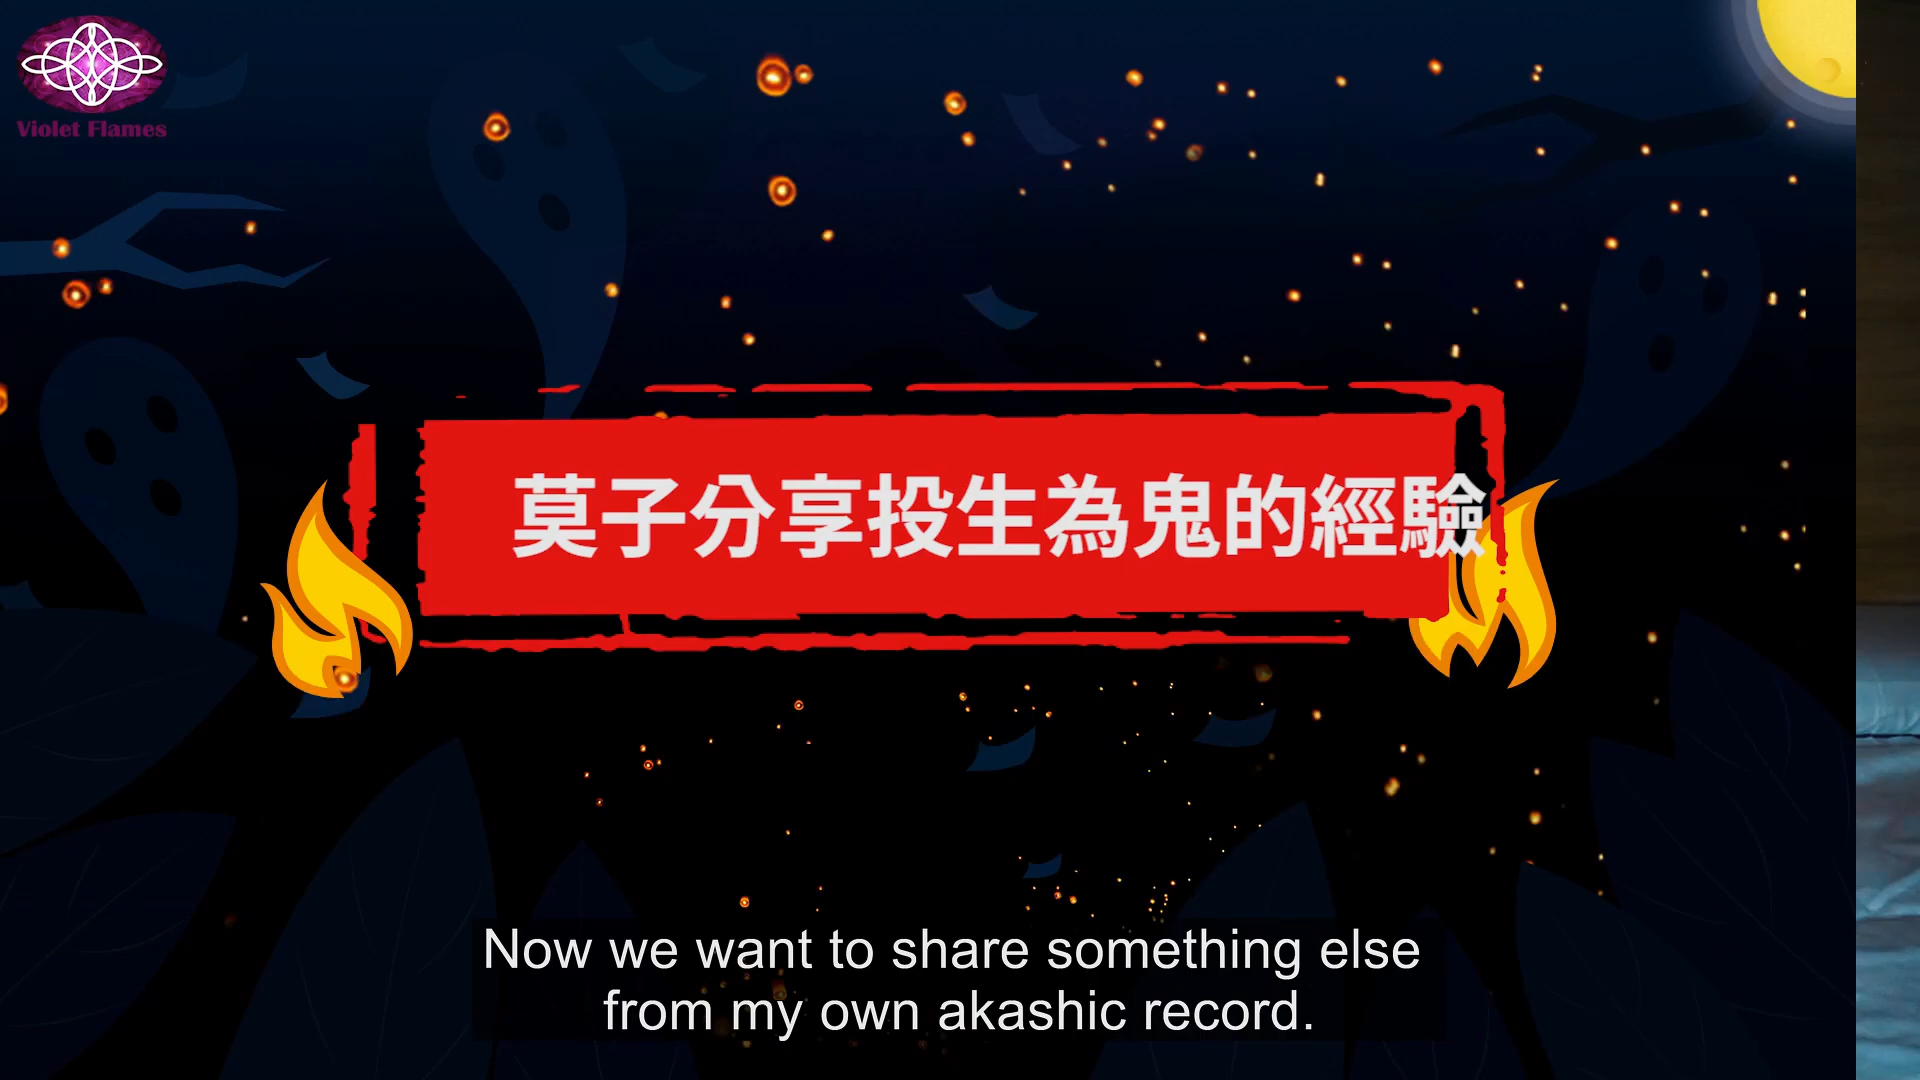 Violet Flames
莫子分享投生為鬼的經驗
Now we want to share something else
from my own akashic record.